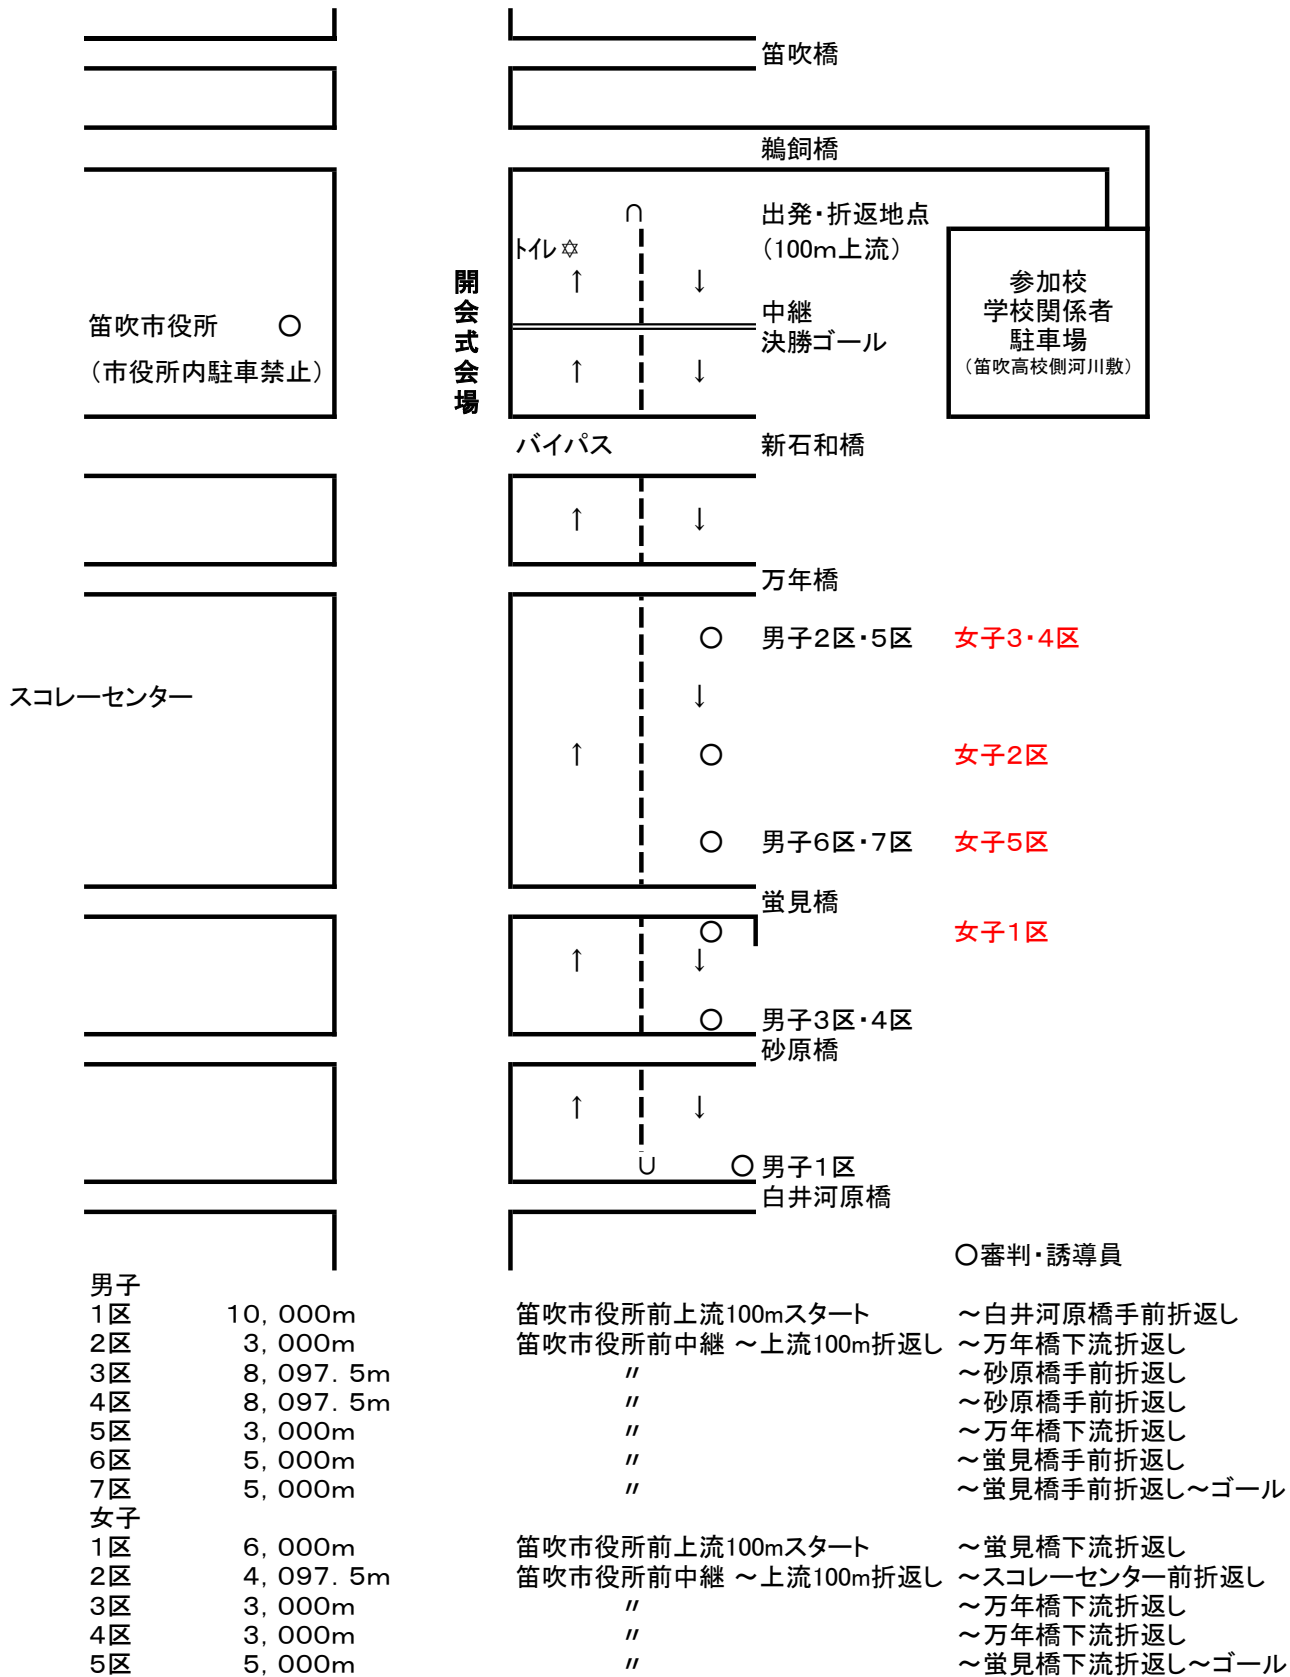 笛吹橋
鵜飼橋
∩ 出発・折返地点
トイレ✡ (100m上流)
↑ ↓
開会式会場
参加校
学校関係者
駐車場
(笛吹高校側河川敷)
中継
笛吹市役所 ○
決勝ゴール
(市役所内駐車禁止)
↑ ↓
バイパス 新石和橋
↑ ↓
万年橋
○ 男子2区・5区 女子3・4区
スコレーセンター ↓
↑ ○ 女子2区
○ 男子6区・7区 女子5区
蛍見橋
○ 女子1区
↑ ↓
○ 男子3区・4区
砂原橋
↑ ↓
∪ ○男子1区
白井河原橋
○審判・誘導員
男子
1区 10，000m 笛吹市役所前上流100mスタート ～白井河原橋手前折返し
2区 3，000m 笛吹市役所前中継 ～上流100m折返し ～万年橋下流折返し
3区 8，097．5m 〃 ～砂原橋手前折返し
4区 8，097．5m 〃 ～砂原橋手前折返し
5区 3，000m 〃 ～万年橋下流折返し
6区 5，000m 〃 ～蛍見橋手前折返し
7区 5，000m 〃 ～蛍見橋手前折返し～ゴール
女子
1区 6，000m 笛吹市役所前上流100mスタート ～蛍見橋下流折返し
2区 4，097．5m 笛吹市役所前中継 ～上流100m折返し ～スコレーセンター前折返し
3区 3，000m 〃 ～万年橋下流折返し
4区 3，000m 〃 ～万年橋下流折返し
5区 5，000m 〃 ～蛍見橋下流折返し～ゴール